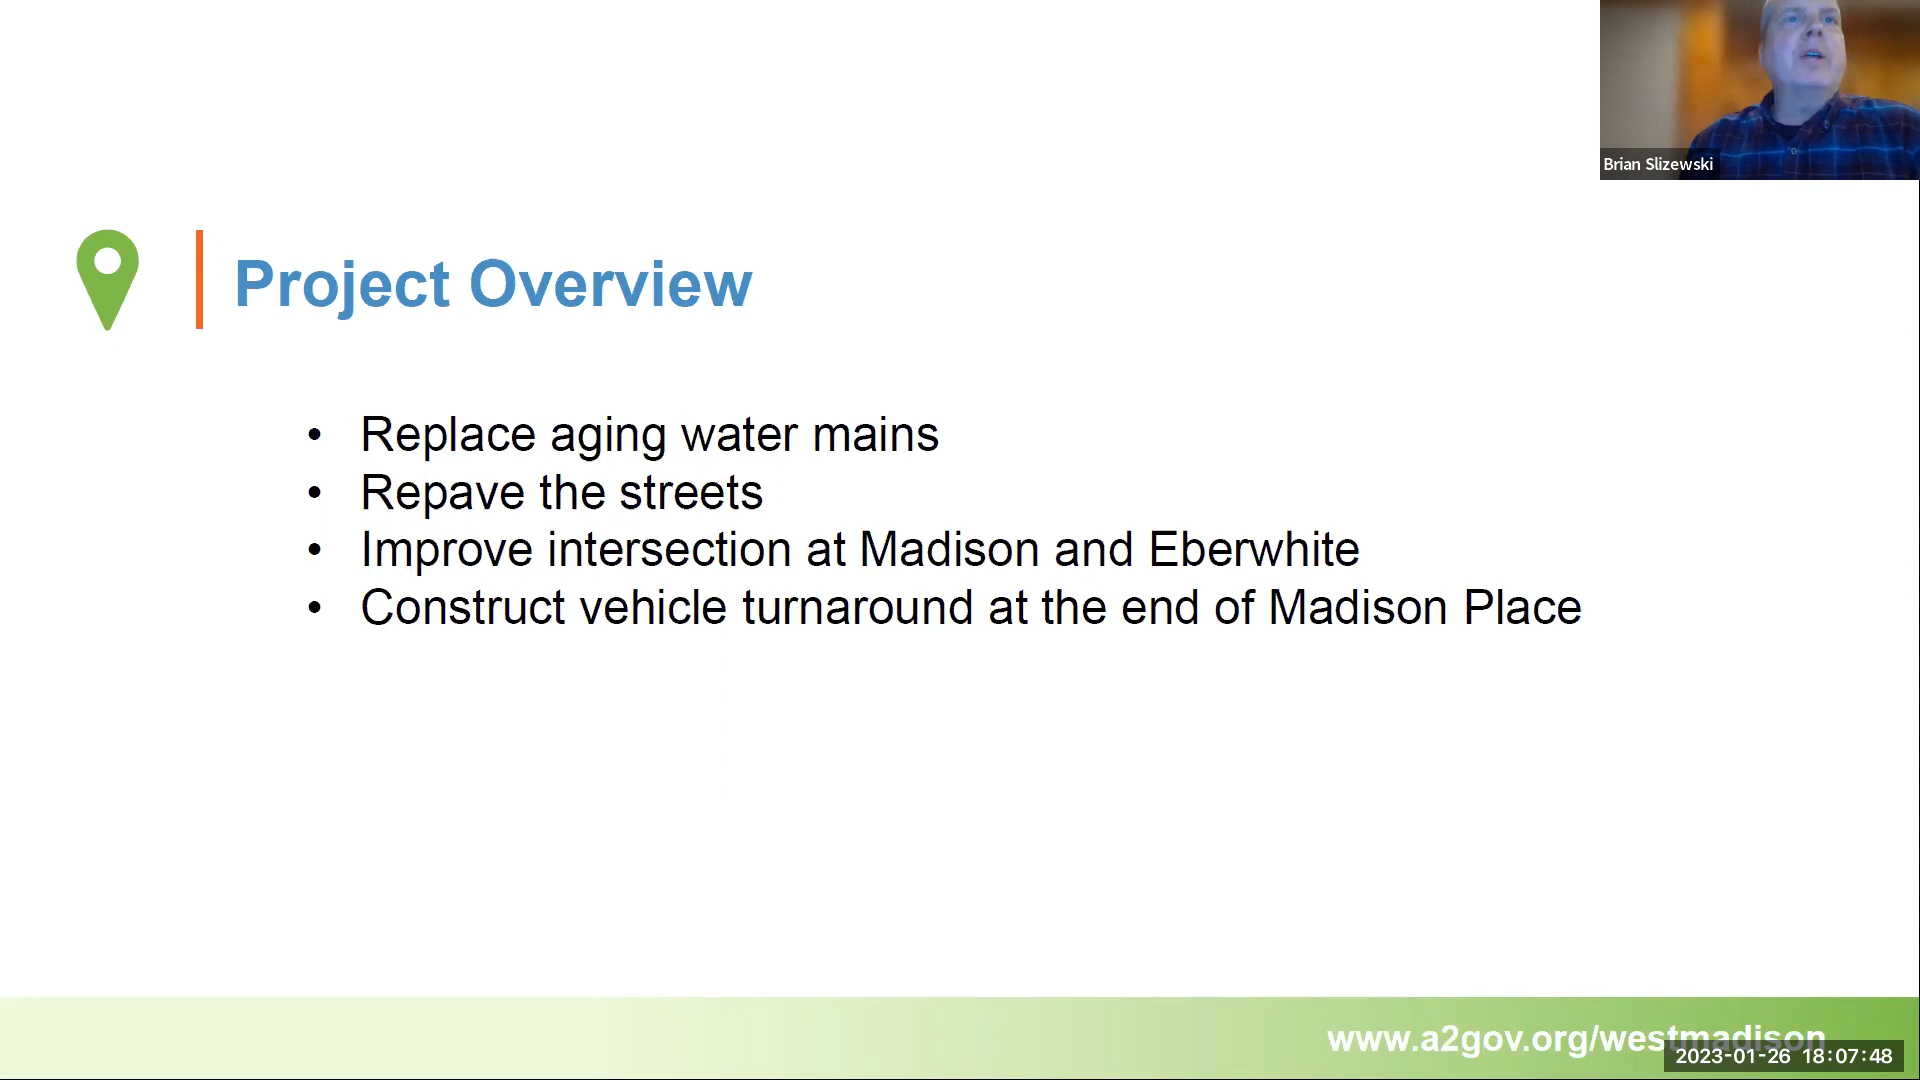 Brian Slizewski
Project Overview
• Replace aging water mains
• Repave the streets
• Improve intersection at Madison and Eberwhite
• Construct vehicle turnaround at the end of Madison Place
www.a2gov.org/westmadison
2023-01-26 18:07:48